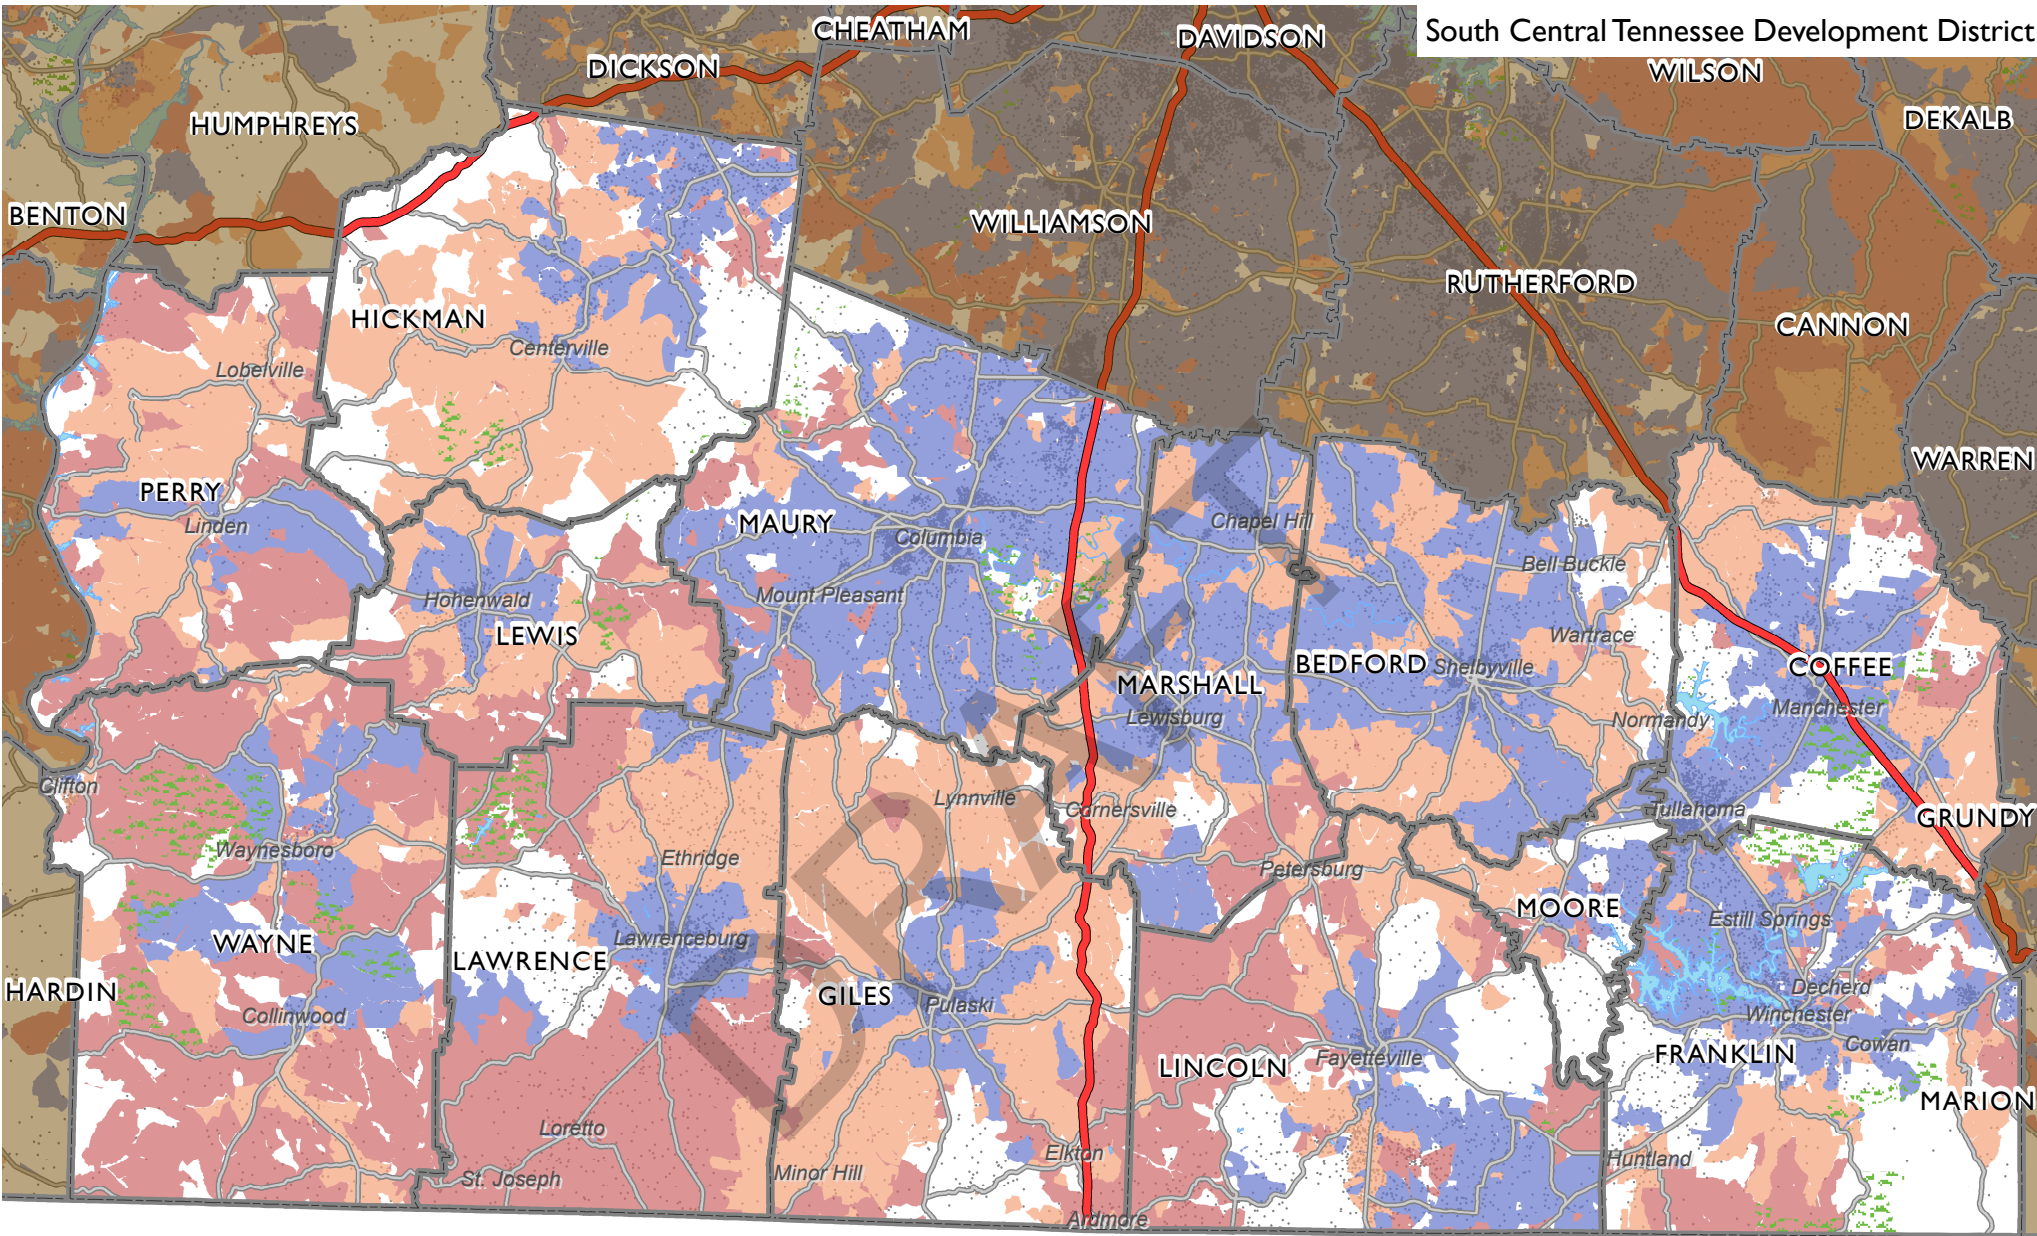 South Central Tennessee Development District
CHEATHAM
DAVIDSON
DICKSON
WILSON
DEKALB
HUMPHREYS
BENTON
WILLIAMSON
RUTHERFORD
CANNON
HICKMAN
Centerville
Lobelville
WARREN
PERRY
Linden
MAURY
Columbia
Chapel Hill
Bell Buckle
Hohenwald
Mount Pleasant
LEWIS
Wartrace
BEDFORD
Shelbyville
COFFEE
MARSHALL
Lewisburg
Manchester
Normandy
Clifton
Lynnville
Cornersville
Tullahoma
GRUNDY
Waynesboro
Ethridge
Petersburg
MOORE
Estill Springs
WAYNE
Lawrenceburg
LAWRENCE
HARDIN
GILES
Pulaski
Decherd
Collinwood
Winchester
Cowan
FRANKLIN
LINCOLN
Fayetteville
MARION
Loretto
Elkton
Huntland
St. Joseph
Minor Hill
Ardmore
DRAFT